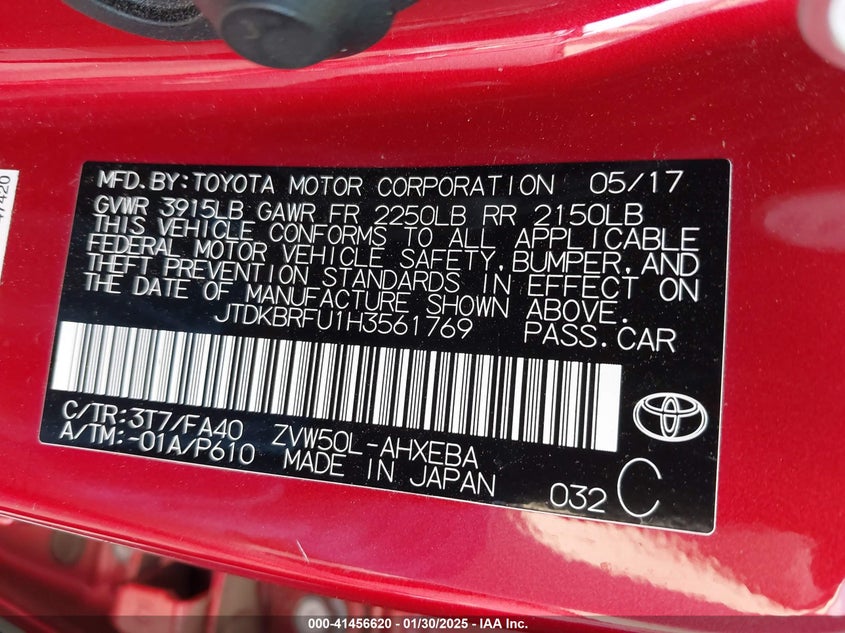 47420
MFD.BY:TOYOTA MOTOR CORPORATION 05/17
GVWR 3915LB GAWR FR 2250LB RR 2150LB
THIS VEHICLE CONFORMS TO ALL APPLICABLE
FEDERAL MOTOR VEHICLE SAFETY,BUMPER,AND
THEFT PREVENTION STANDARDS IN EFFECT ON
THE DATE OF MANUFACTURE SHOWN ABOVE.
JTDKBRFU1H3561769 PASS.CAR
C/TR:3T7/FA40 ZVW50L-AHXEBA
A/TM:-01A/P610 MADE IN JAPAN
032 C
000-41456620 - 01/30/2025 - IAA Inc.